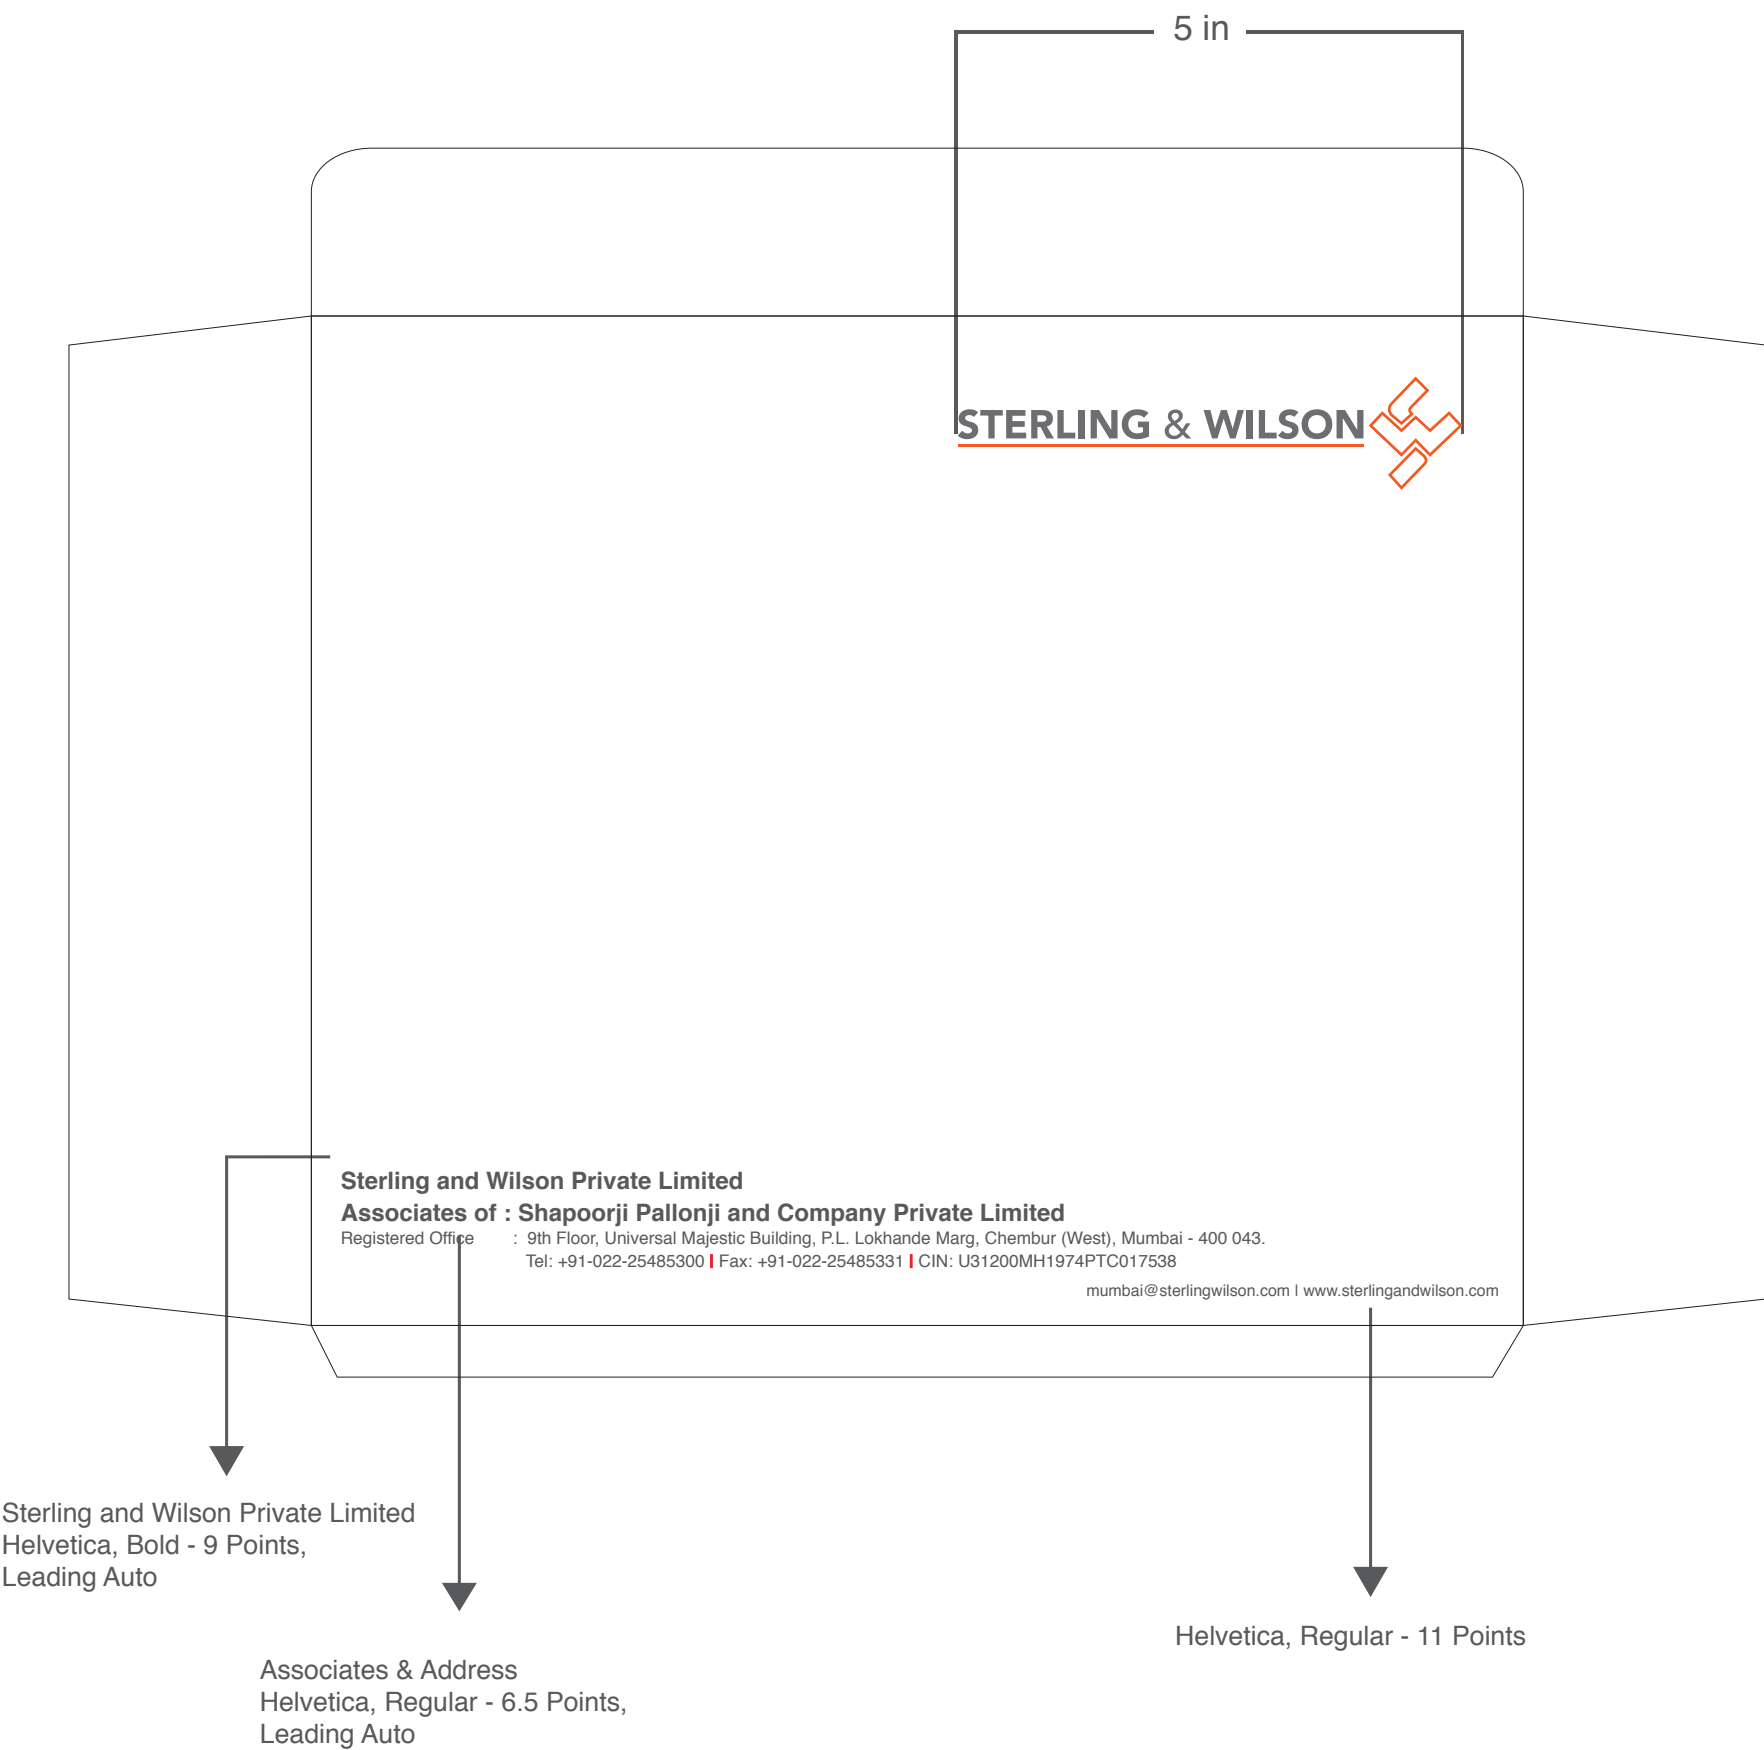 5 in
STERLING & WILSON
Sterling and Wilson Private Limited
Associates of : Shapoorji Pallonji and Company Private Limited
Registered Office : 9th Floor, Universal Majestic Building, P.L. Lokhande Marg, Chembur (West), Mumbai - 400 043.
Tel: +91-022-25485300 | Fax: +91-022-25485331 | CIN: U31200MH1974PTC017538
mumbai@sterlingwilson.com l www.sterlingandwilson.com
Sterling and Wilson Private Limited
Helvetica, Bold - 9 Points,
Leading Auto
Helvetica, Regular - 11 Points
Associates & Address
Helvetica, Regular - 6.5 Points,
Leading Auto